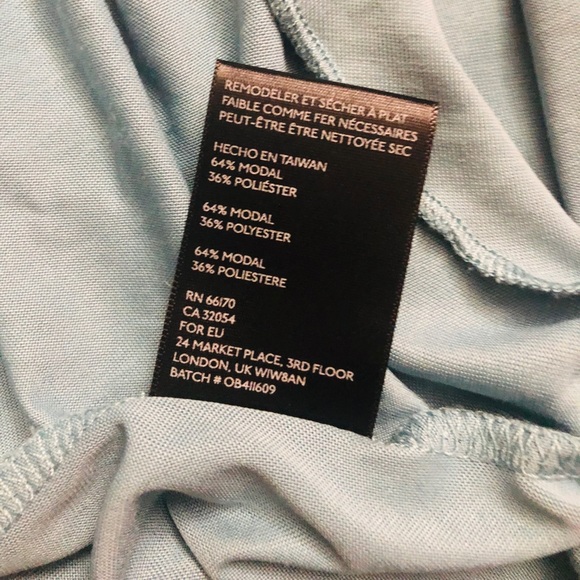 REMODELER ET SÉCHER À PLAT
FAIBLE COMME FER NÉCESSAIRES
PEUT-ÊTRE ÊTRE NETTOYÉE SEC
HECHO EN TAIWAN
64% MODAL
36% POLIÉSTER
64% MODAL
36% POLYESTER
64% MODAL
36% POLIESTERE
RN 66170
CA 32054
FOR EU
24 MARKET PLACE, 3RD FLOOR
LONDON, UK W1W8AN
BATCH # OB411609